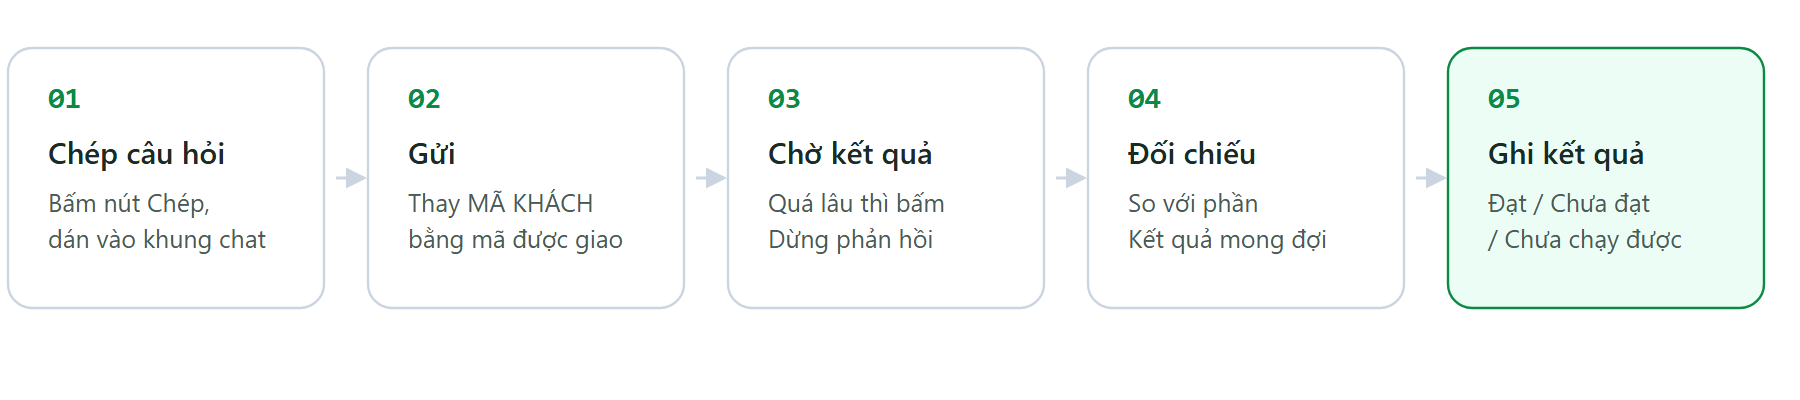 01
Chép câu hỏi
Bấm nút Chép,
dán vào khung chat
02
Gửi
Thay MÃ KHÁCH
bằng mã được giao
03
Chờ kết quả
Quá lâu thì bấm
Dừng phản hồi
04
Đối chiếu
So với phần
Kết quả mong đợi
05
Ghi kết quả
Đạt / Chưa đạt
/ Chưa chạy được